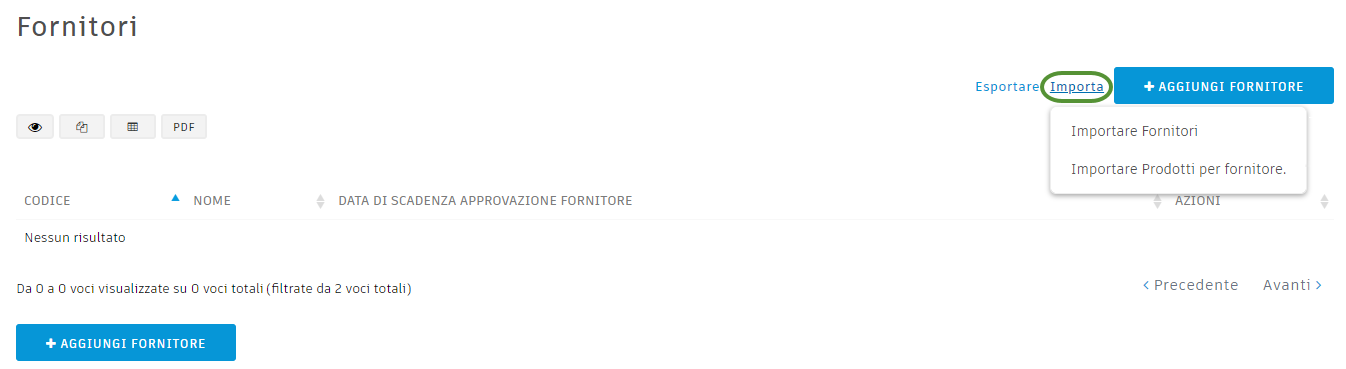 Fornitori
Esportare Importa AGGIUNGI FORNITORE
Importare Fornitori
Importare Prodotti per fornitore.
PDF
CODICE NOME DATA DI SCADENZA APPROVAZIONE FORNITORE AZIONI
Nessun risultato
Da 0 a 0 voci visualizzate su 0 voci totali (filtrate da 2 voci totali)
Precedente Avanti
AGGIUNGI FORNITORE